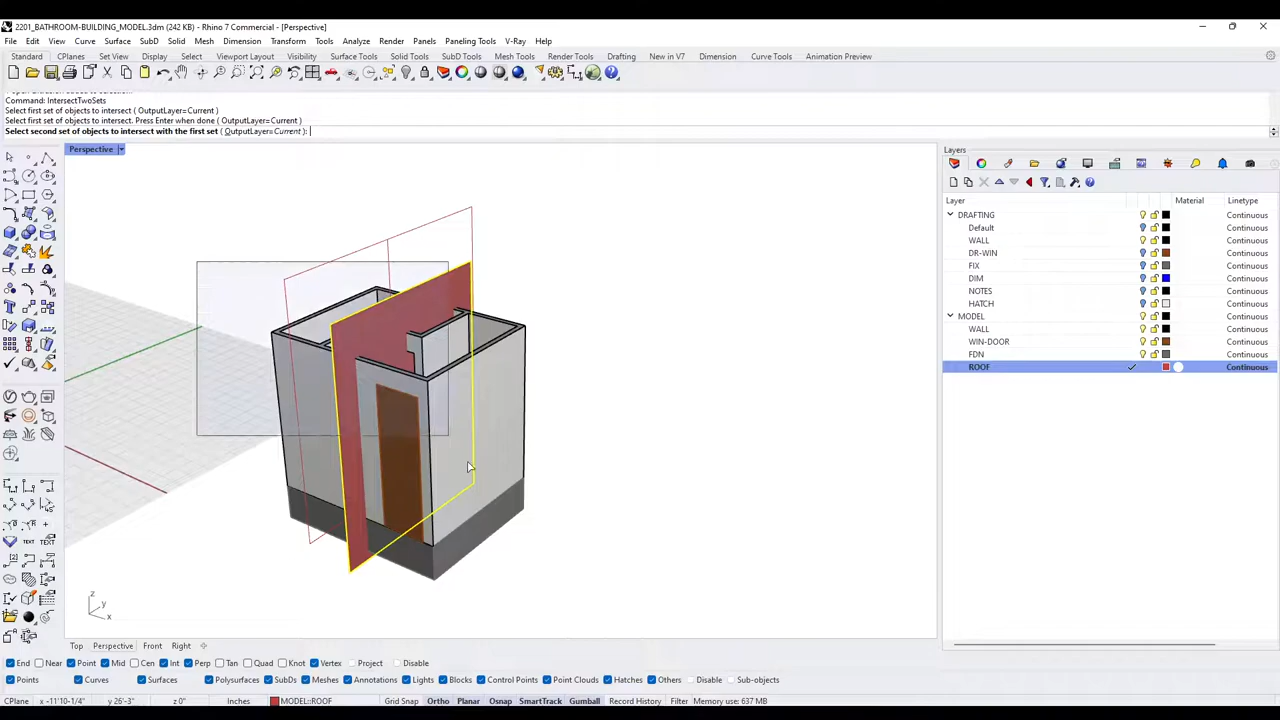 2201_BATHROOM-BUILDING_MODEL.3dm (242 KB) - Rhino 7 Commercial - [Perspective]
File Edit View Curve Surface SubD Solid Mesh Dimension Transform Tools Analyze Render Panels Paneling Tools V-Ray Help
Standard CPlanes Set View Display Select Viewport Layout Visibility Surface Tools Solid Tools SubD Tools Mesh Tools Render Tools Drafting New in V7 Dimension Curve Tools Animation Preview
Command: IntersectTwoSets
Select first set of objects to intersect ( OutputLayer=Current )
Select first set of objects to intersect. Press Enter when done ( OutputLayer=Current )
Select second set of objects to intersect with the first set ( OutputLayer=Current ):
Perspective
Layers
Layer Material Linetype
DRAFTING Continuous
Default Continuous
WALL Continuous
DR-WIN Continuous
FIX Continuous
DIM Continuous
NOTES Continuous
HATCH Continuous
MODEL Continuous
WALL Continuous
WIN-DOOR Continuous
FDN Continuous
ROOF Continuous
z
y
x
Top Perspective Front Right
End Near Point Mid Cen Int Perp Tan Quad Knot Vertex Project Disable
Points Curves Surfaces Polysurfaces SubDs Meshes Annotations Lights Blocks Control Points Point Clouds Hatches Others Disable Sub-objects
CPlane x -11'10-1/4" y 26'-3" z 0" Inches MODEL::ROOF Grid Snap Ortho Planar Osnap SmartTrack Gumball Record History Filter Memory use: 637 MB